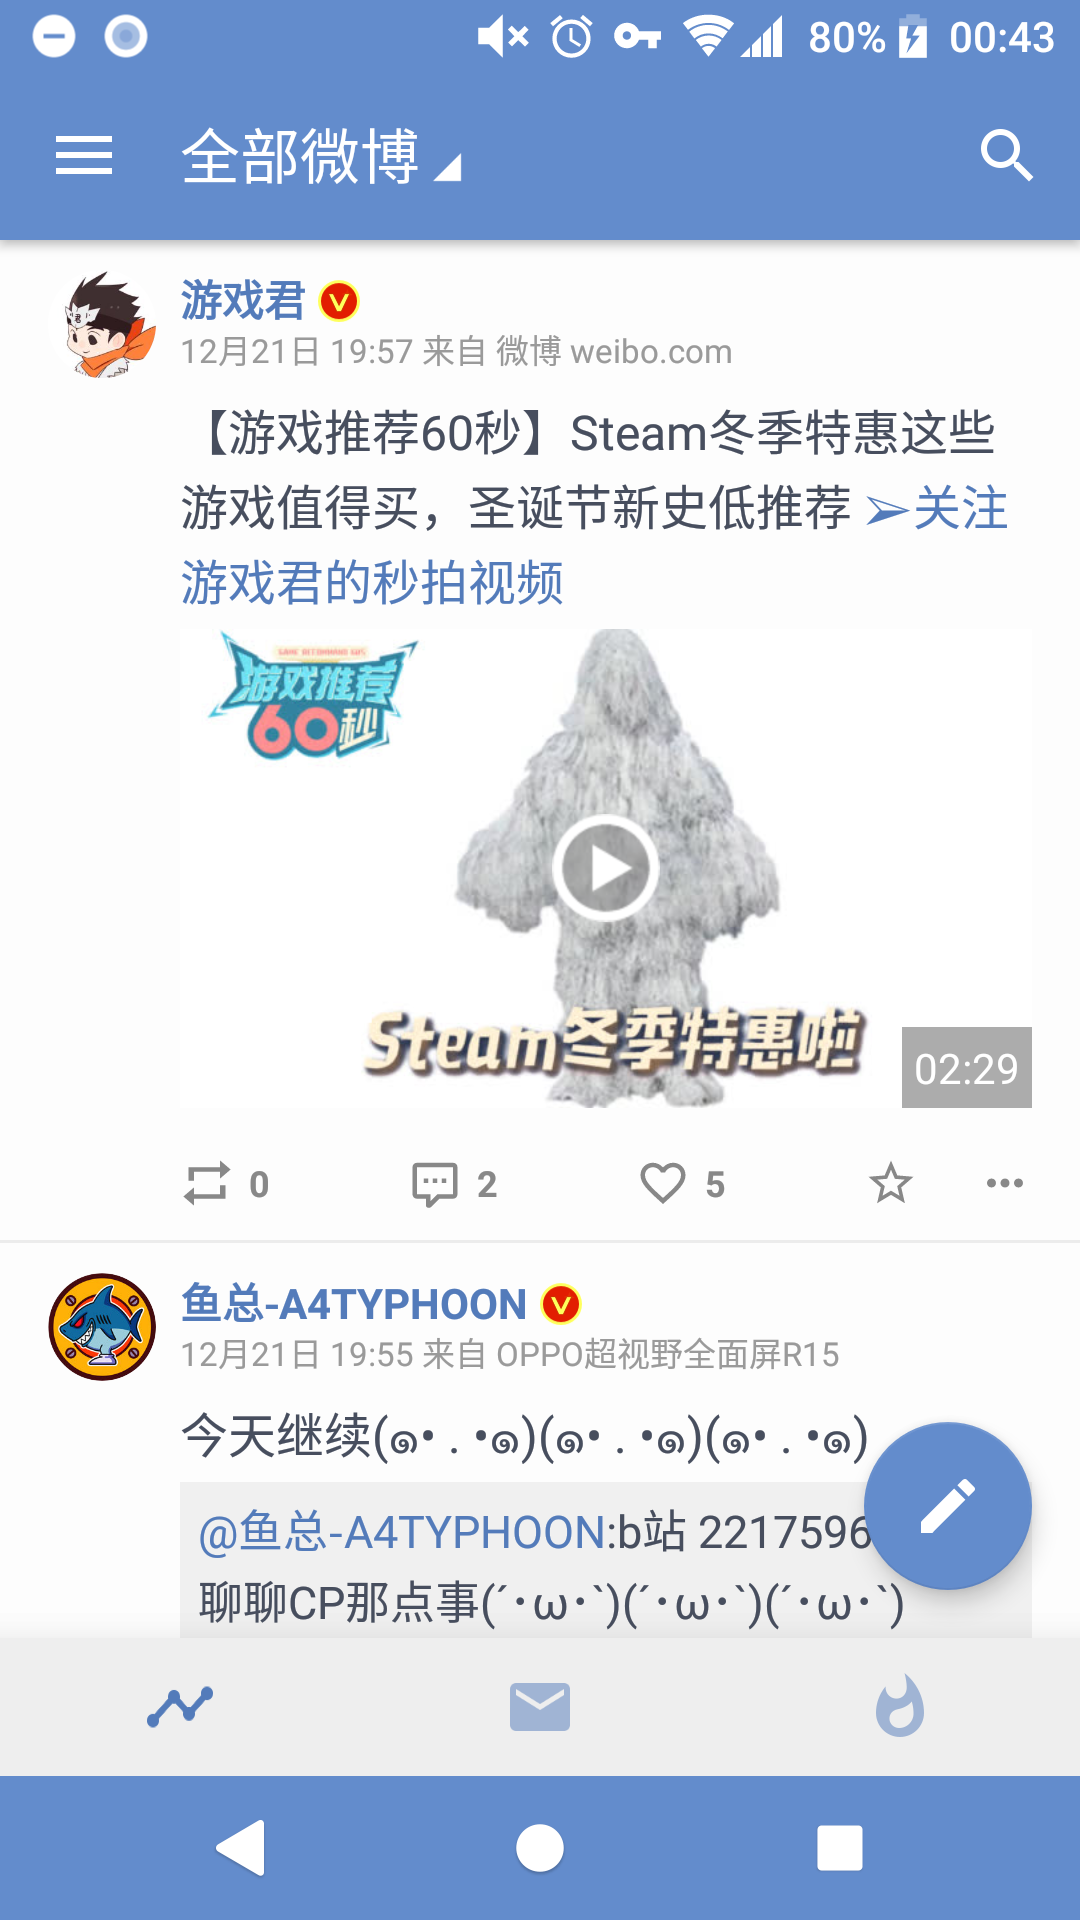 80% 00:43
全部微博
游戏君
12月21日 19:57 来自 微博 weibo.com
【游戏推荐60秒】Steam冬季特惠这些
游戏值得买，圣诞节新史低推荐 ➢关注
游戏君的秒拍视频
GAME RECOMMAND 60S
游戏推荐
60秒
Steam冬季特惠啦
02:29
0 2 5
鱼总-A4TYPHOON
12月21日 19:55 来自 OPPO超视野全面屏R15
今天继续(๑• . •๑)(๑• . •๑)(๑• . •๑)
@鱼总-A4TYPHOON:b站 2217596
聊聊CP那点事(´･ω･`)(´･ω･`)(´･ω･`)